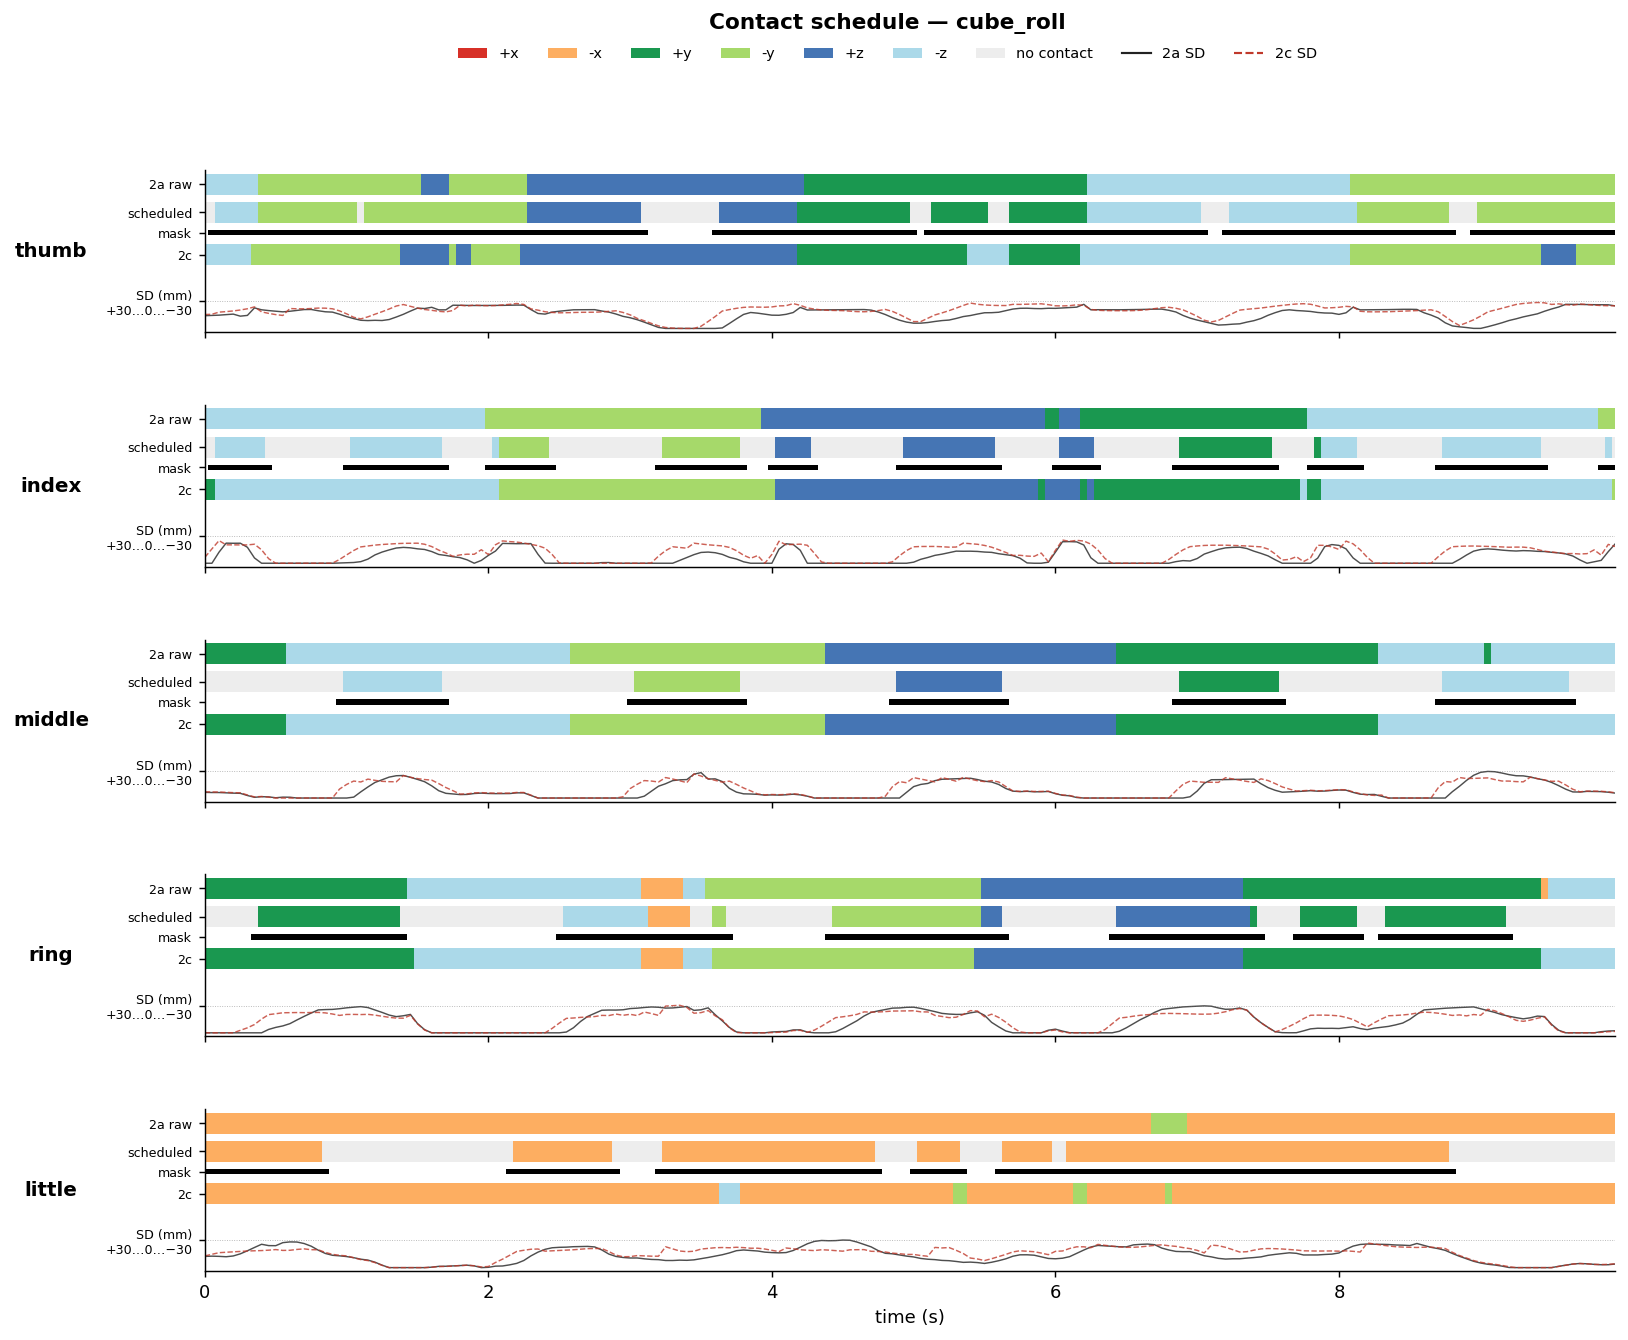 Contact schedule — cube_roll
+x -x +y -y +z -z no contact 2a SD 2c SD
thumb
2a raw
scheduled
mask
2c
SD (mm)
+30...0...−30
index
2a raw
scheduled
mask
2c
SD (mm)
+30...0...−30
middle
2a raw
scheduled
mask
2c
SD (mm)
+30...0...−30
ring
2a raw
scheduled
mask
2c
SD (mm)
+30...0...−30
little
2a raw
scheduled
mask
2c
SD (mm)
+30...0...−30
0 2 4 6 8
time (s)